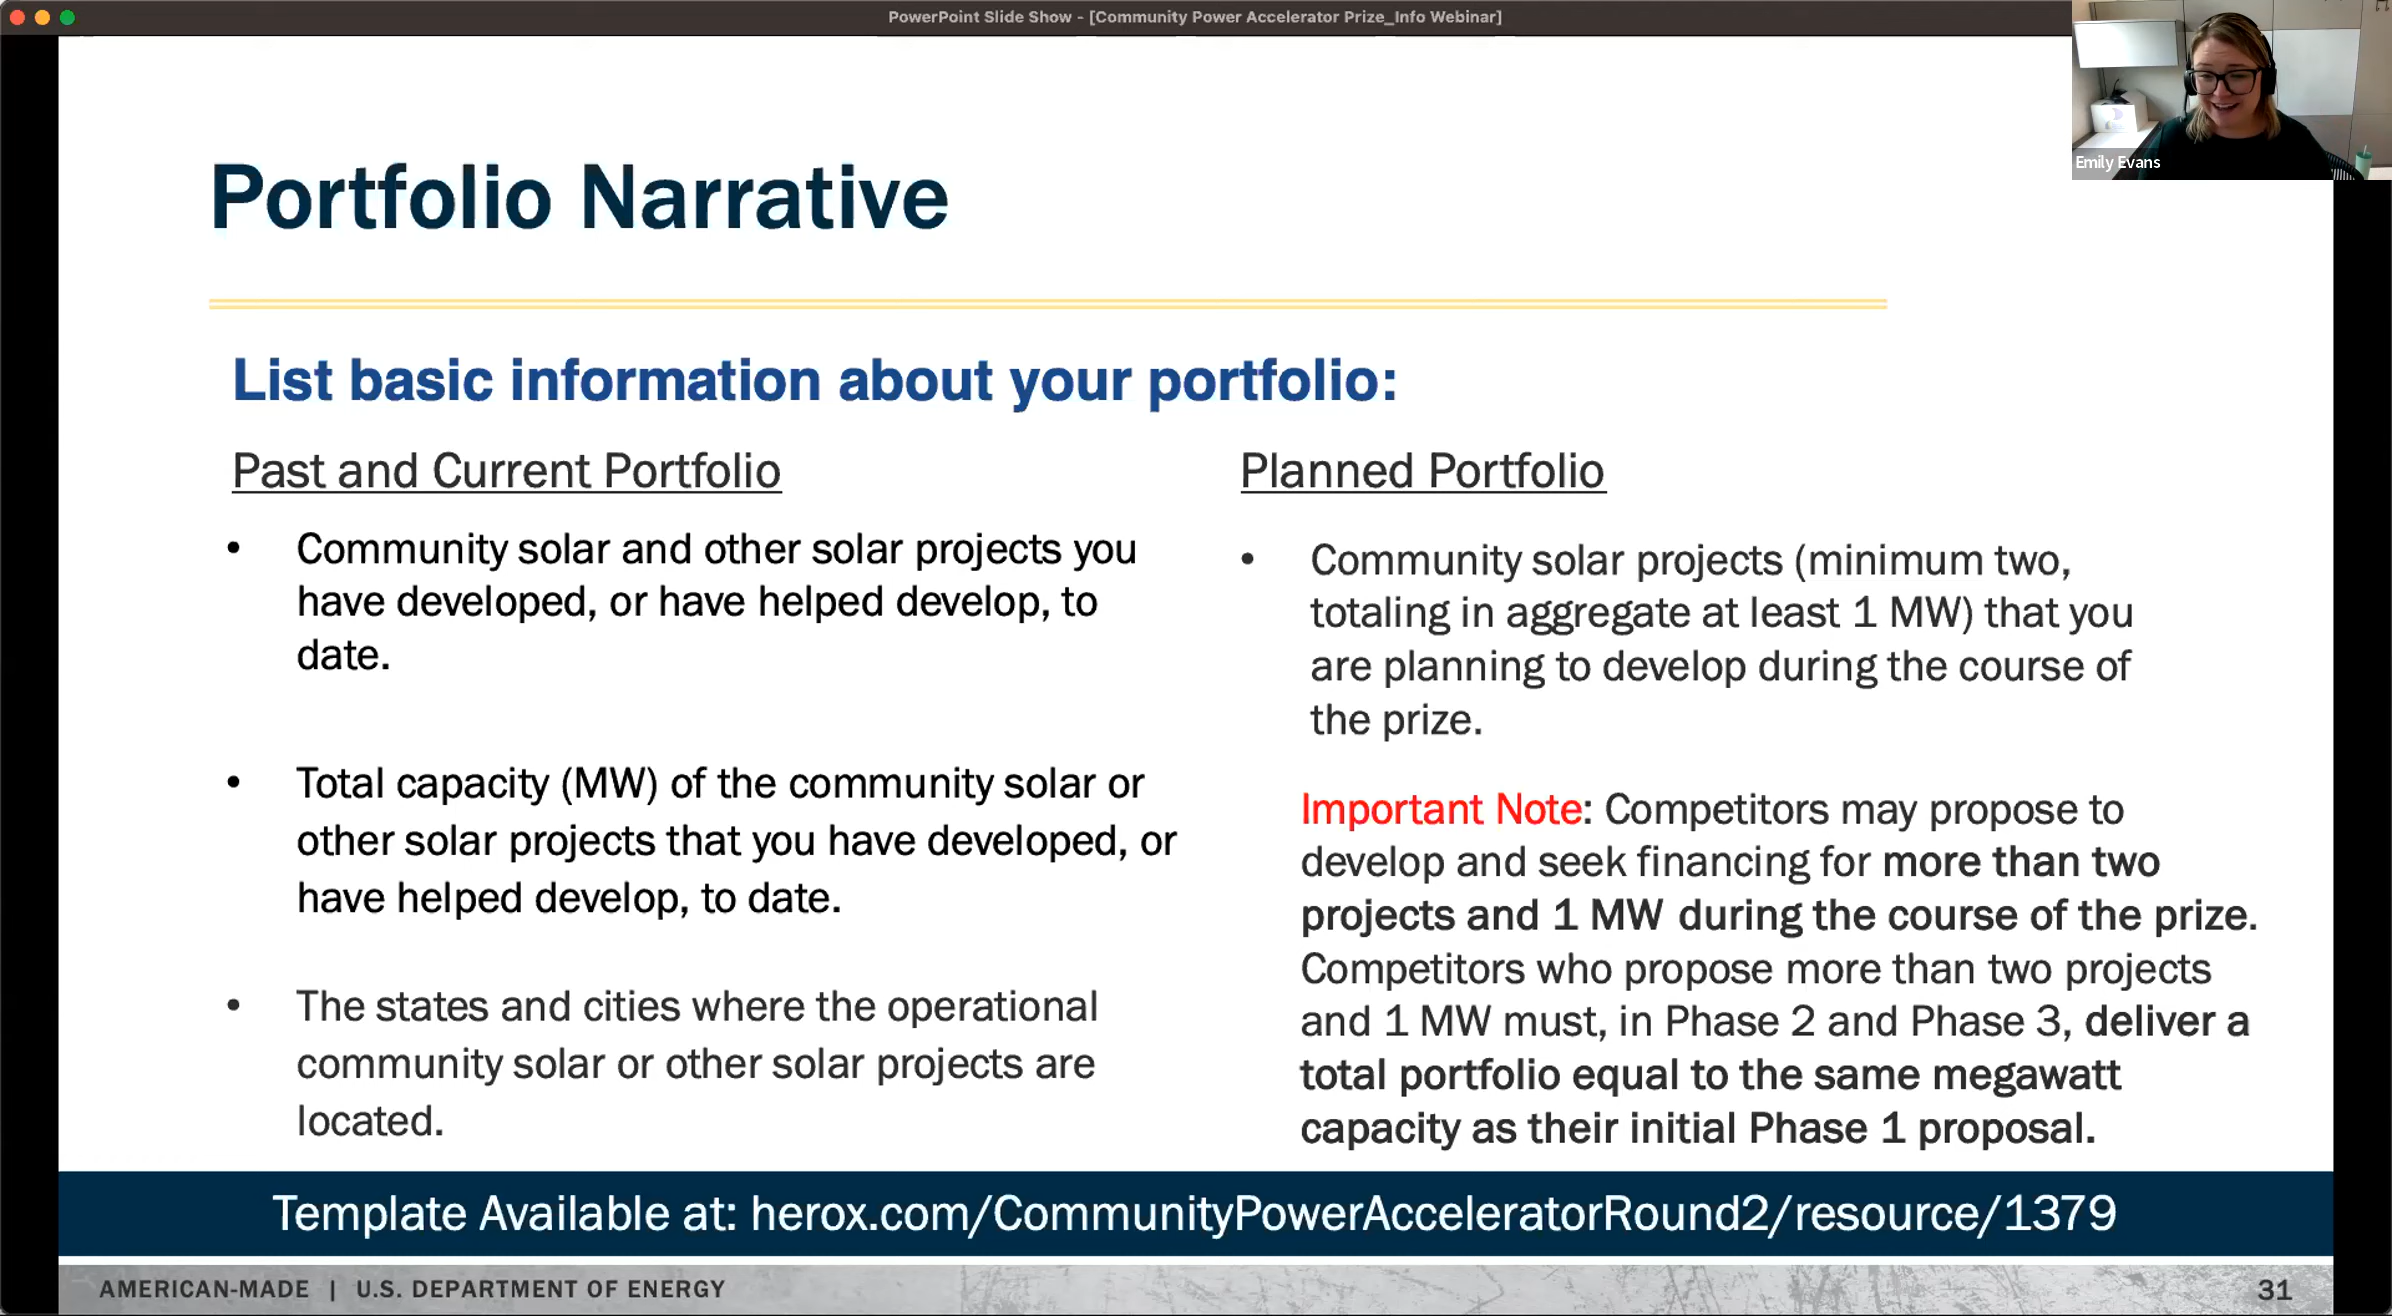 PowerPoint Slide Show - [Community Power Accelerator Prize_Info Webinar]
Emily Evans
Portfolio Narrative
List basic information about your portfolio:
Past and Current Portfolio
• Community solar and other solar projects you
have developed, or have helped develop, to
date.
• Total capacity (MW) of the community solar or
other solar projects that you have developed, or
have helped develop, to date.
• The states and cities where the operational
community solar or other solar projects are
located.
Planned Portfolio
• Community solar projects (minimum two,
totaling in aggregate at least 1 MW) that you
are planning to develop during the course of
the prize.
Important Note: Competitors may propose to
develop and seek financing for more than two
projects and 1 MW during the course of the prize.
Competitors who propose more than two projects
and 1 MW must, in Phase 2 and Phase 3, deliver a
total portfolio equal to the same megawatt
capacity as their initial Phase 1 proposal.
Template Available at: herox.com/CommunityPowerAcceleratorRound2/resource/1379
AMERICAN-MADE | U.S. DEPARTMENT OF ENERGY
31